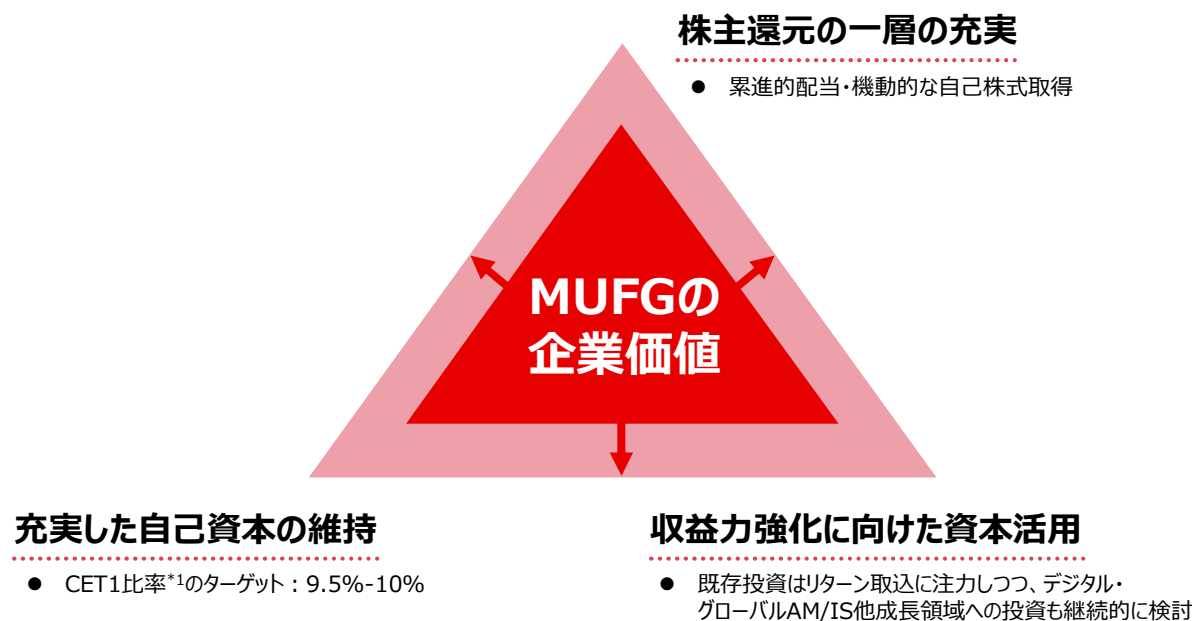 株主還元の一層の充実
● 累進的配当・機動的な自己株式取得
MUFGの
企業価値
充実した自己資本の維持
● CET1比率*1のターゲット：9.5%-10%
収益力強化に向けた資本活用
● 既存投資はリターン取込に注力しつつ、デジタル・
グローバルAM/IS他成長領域への投資も継続的に検討